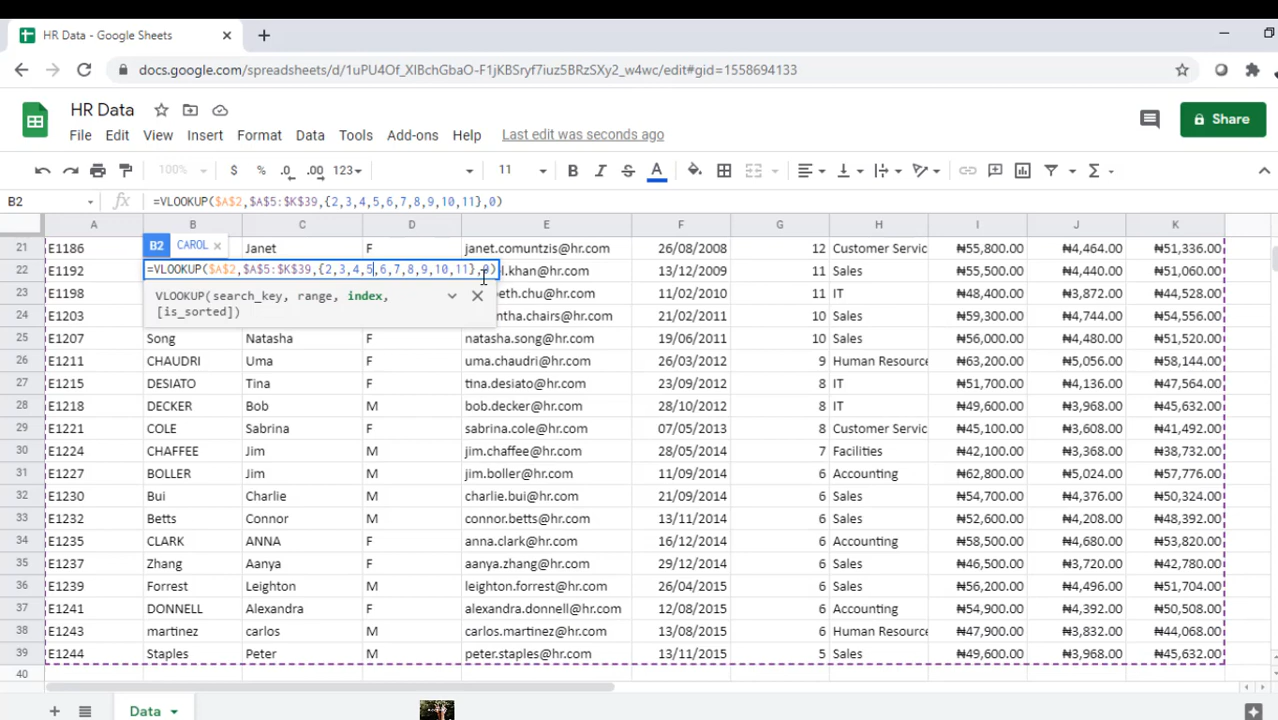 HR Data - Google Sheets
docs.google.com/spreadsheets/d/1uPU4Of_XIBchGbaO-F1jKBSryf7iuz5BRzSXy2_w4wc/edit#gid=1558694133
HR Data
File Edit View Insert Format Data Tools Add-ons Help Last edit was seconds ago
Share
100% $ % .0 .00 123 11 B I S A
B2 fx =VLOOKUP($A$2,$A$5:$K$39,{2,3,4,5,6,7,8,9,10,11},0)
A B C D E F G H I J K
21 E1186 Janet F janet.comuntzis@hr.com 26/08/2008 12 Customer Servic ₦55,800.00 ₦4,464.00 ₦51,336.00
B2 CAROL
22 =VLOOKUP($A$2,$A$5:$K$39,{2,3,4,5,6,7,8,9,10,11},0) l.khan@hr.com 13/12/2009 11 Sales ₦55,500.00 ₦4,440.00 ₦51,060.00
23 E1198 eth.chu@hr.com 11/02/2010 11 IT ₦48,400.00 ₦3,872.00 ₦44,528.00
VLOOKUP(search_key, range, index,
[is_sorted])
24 E1203 ntha.chairs@hr.com 21/02/2011 10 Sales ₦59,300.00 ₦4,744.00 ₦54,556.00
25 E1207 Song Natasha F natasha.song@hr.com 19/06/2011 10 Sales ₦56,000.00 ₦4,480.00 ₦51,520.00
26 E1211 CHAUDRI Uma F uma.chaudri@hr.com 26/03/2012 9 Human Resource ₦63,200.00 ₦5,056.00 ₦58,144.00
27 E1215 DESIATO Tina F tina.desiato@hr.com 23/09/2012 8 IT ₦51,700.00 ₦4,136.00 ₦47,564.00
28 E1218 DECKER Bob M bob.decker@hr.com 28/10/2012 8 IT ₦49,600.00 ₦3,968.00 ₦45,632.00
29 E1221 COLE Sabrina F sabrina.cole@hr.com 07/05/2013 8 Customer Servic ₦45,100.00 ₦3,608.00 ₦41,492.00
30 E1224 CHAFFEE Jim M jim.chaffee@hr.com 28/05/2014 7 Facilities ₦42,100.00 ₦3,368.00 ₦38,732.00
31 E1227 BOLLER Jim M jim.boller@hr.com 11/09/2014 6 Accounting ₦62,800.00 ₦5,024.00 ₦57,776.00
32 E1230 Bui Charlie M charlie.bui@hr.com 21/09/2014 6 Sales ₦54,700.00 ₦4,376.00 ₦50,324.00
33 E1232 Betts Connor M connor.betts@hr.com 13/11/2014 6 Sales ₦52,600.00 ₦4,208.00 ₦48,392.00
34 E1235 CLARK ANNA F anna.clark@hr.com 16/12/2014 6 Accounting ₦58,500.00 ₦4,680.00 ₦53,820.00
35 E1237 Zhang Aanya F aanya.zhang@hr.com 29/12/2014 6 Sales ₦46,500.00 ₦3,720.00 ₦42,780.00
36 E1239 Forrest Leighton M leighton.forrest@hr.com 26/04/2015 6 Sales ₦56,200.00 ₦4,496.00 ₦51,704.00
37 E1241 DONNELL Alexandra F alexandra.donnell@hr.com 12/08/2015 6 Accounting ₦54,900.00 ₦4,392.00 ₦50,508.00
38 E1243 martinez carlos M carlos.martinez@hr.com 13/08/2015 6 Human Resource ₦47,900.00 ₦3,832.00 ₦44,068.00
39 E1244 Staples Peter M peter.staples@hr.com 13/11/2015 5 Sales ₦49,600.00 ₦3,968.00 ₦45,632.00
40
Data